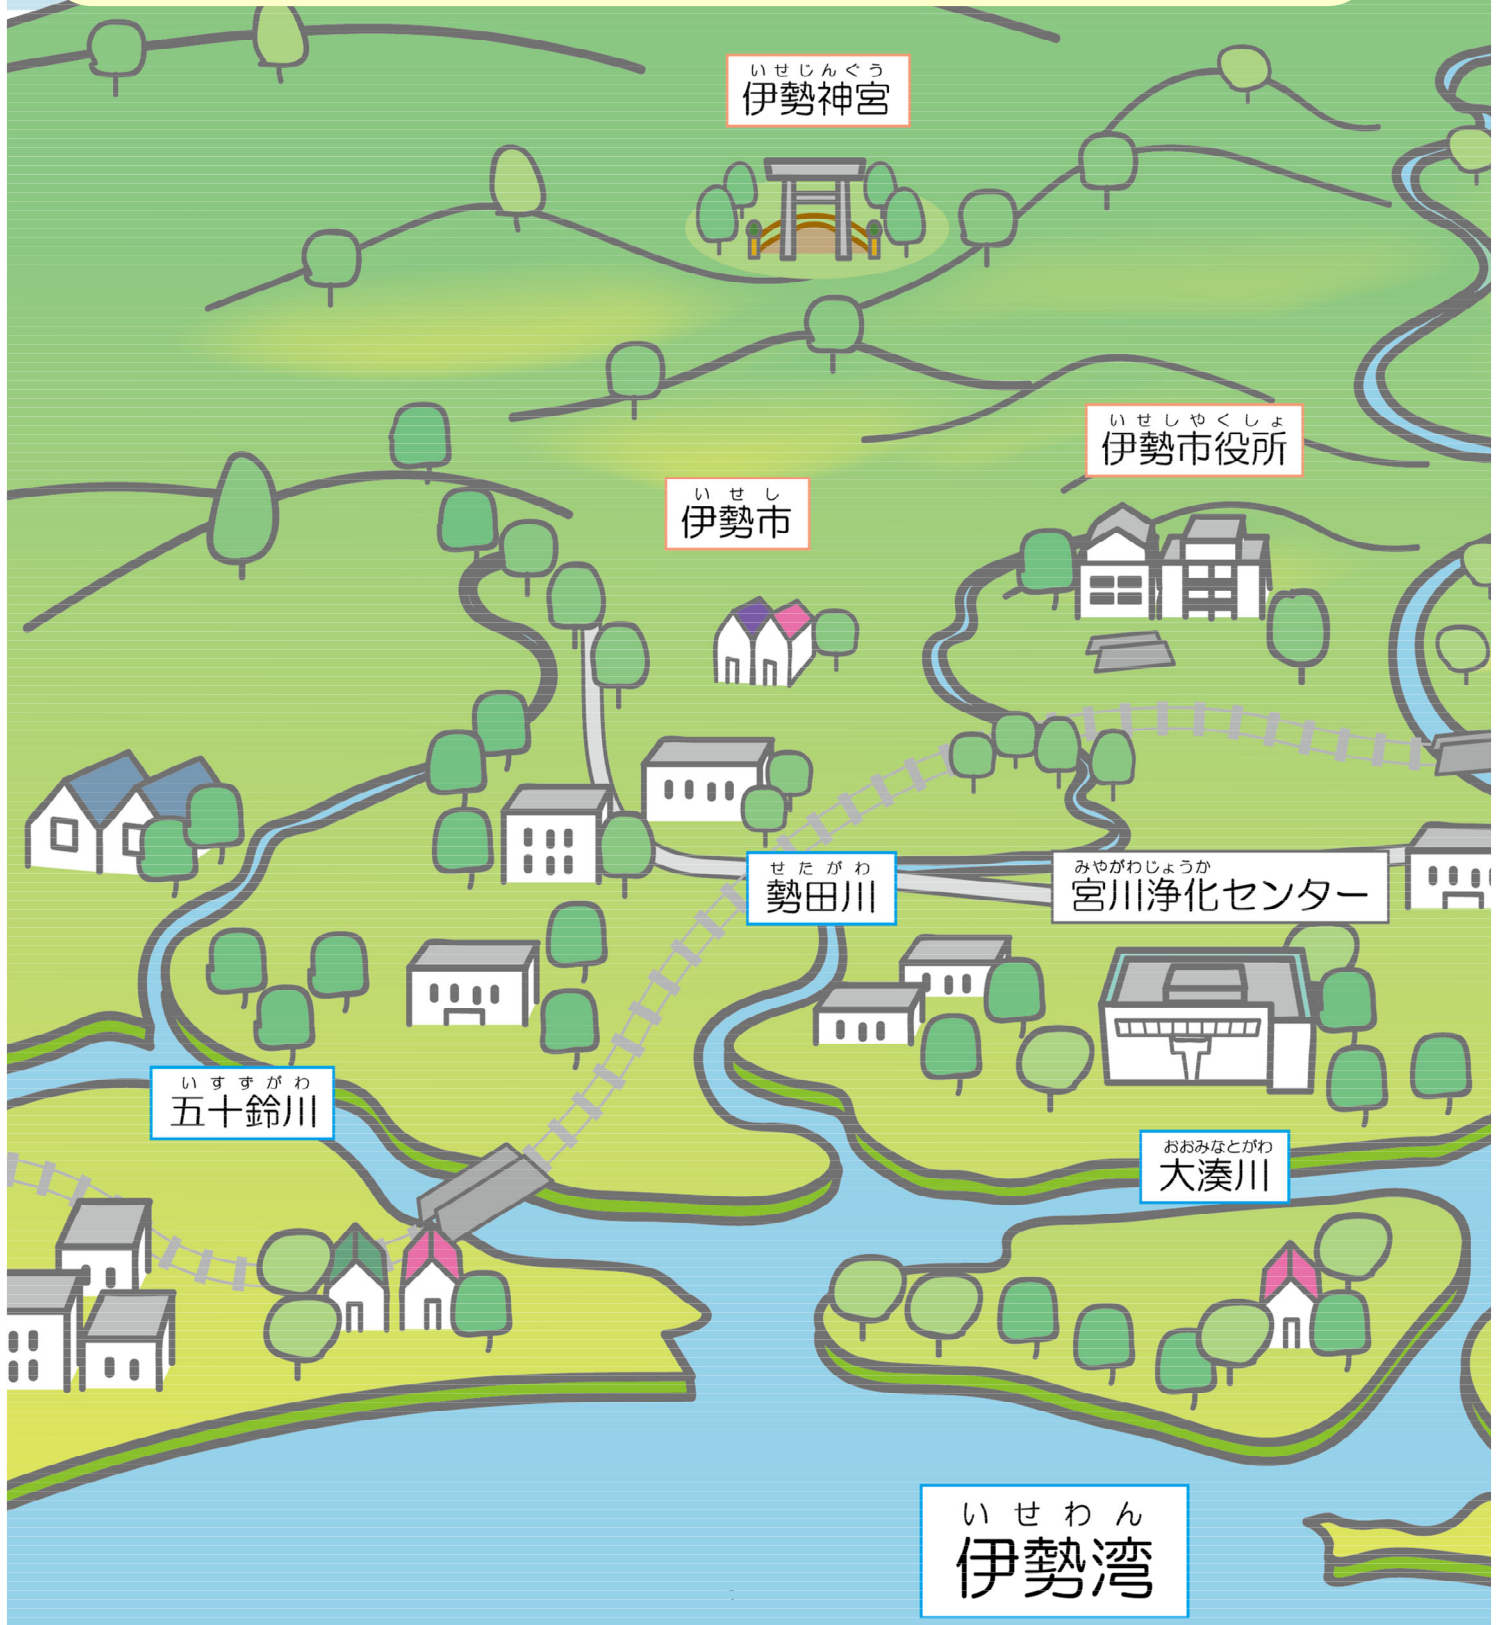 いせじんぐう
伊勢神宮
いせしやくしょ
伊勢市役所
いせし
伊勢市
せたがわ
勢田川
みやがわじょうか
宮川浄化センター
いすずがわ
五十鈴川
おおみなとがわ
大湊川
いせわん
伊勢湾